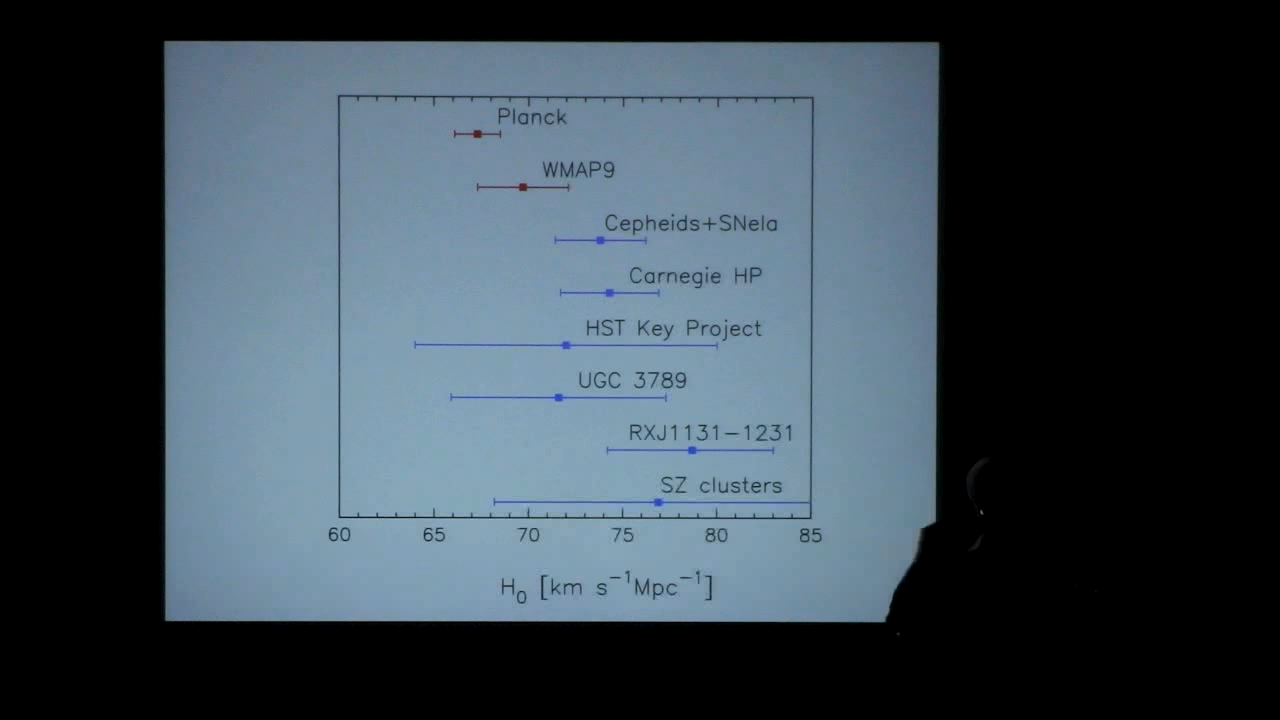 Planck
WMAP9
Cepheids+SNeIa
Carnegie HP
HST Key Project
UGC 3789
RXJ1131-1231
SZ clusters
60 65 70 75 80 85
H₀ [km s⁻¹Mpc⁻¹]